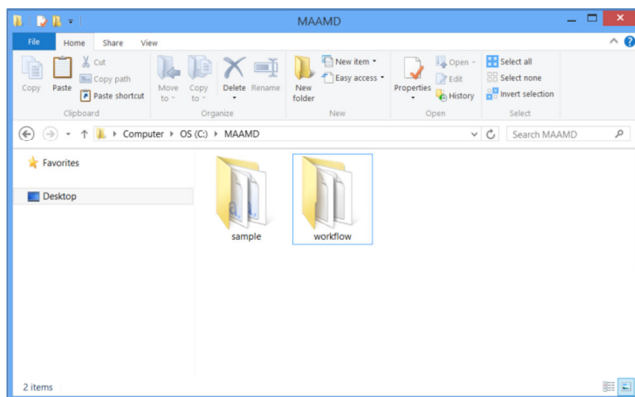 MAAMD
File Home Share View
Copy
Paste
Cut
Copy path
Paste shortcut
Clipboard
Move to
Copy to
Delete
Rename
Organize
New folder
New item
Easy access
New
Properties
Open
Edit
History
Open
Select all
Select none
Invert selection
Select
Computer OS (C:) MAAMD
Search MAAMD
Favorites
Desktop
sample
workflow
2 items